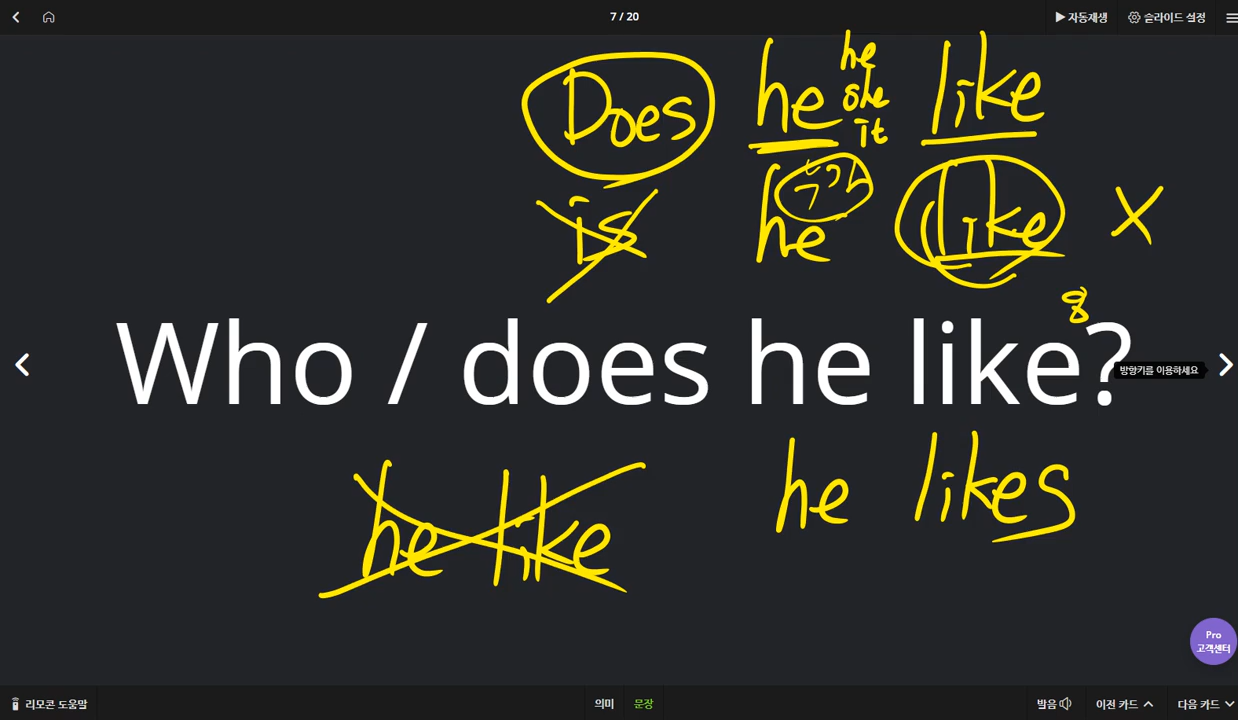 7 / 20
자동재생
슬라이드 설정
Does he like
he
she
it
is he like X
Who / does he like?
방향키를 이용하세요
he like
he likes
Pro
고객센터
리모콘 도움말
의미
문장
발음
이전 카드
다음 카드